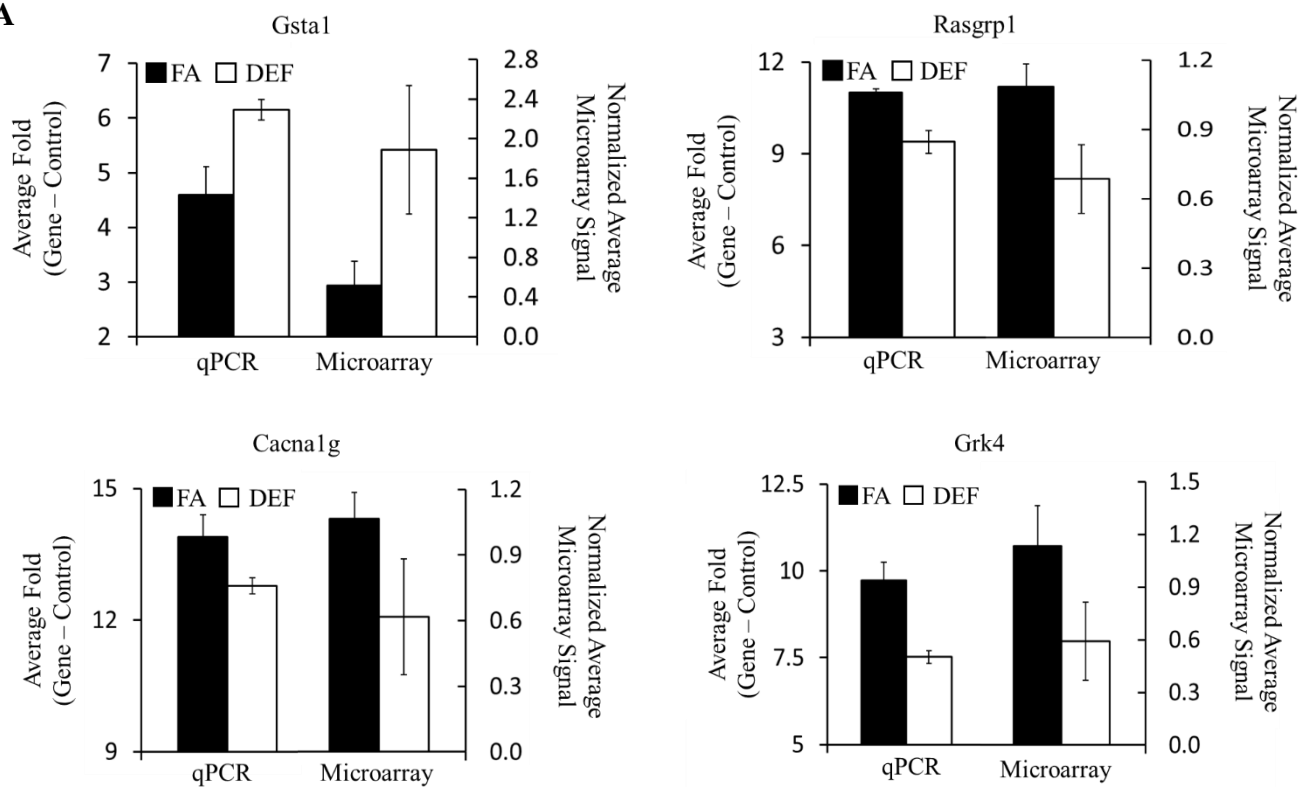 A
Gsta1
FA DEF
7
6
5
4
3
2
Average Fold
(Gene – Control)
2.8
2.4
2.0
1.6
1.2
0.8
0.4
0.0
Normalized Average
Microarray Signal
qPCR Microarray
Rasgrp1
FA DEF
12
9
6
3
Average Fold
(Gene – Control)
1.2
0.9
0.6
0.3
0.0
Normalized Average
Microarray Signal
qPCR Microarray
Cacna1g
FA DEF
15
12
9
Average Fold
(Gene – Control)
1.2
0.9
0.6
0.3
0.0
Normalized Average
Microarray Signal
qPCR Microarray
Grk4
FA DEF
12.5
10
7.5
5
Average Fold
(Gene – Control)
1.5
1.2
0.9
0.6
0.3
0.0
Normalized Average
Microarray Signal
qPCR Microarray